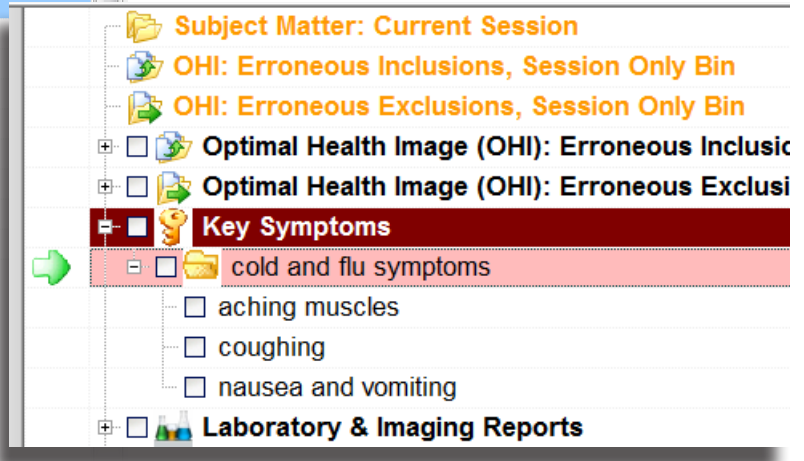 Subject Matter: Current Session
OHI: Erroneous Inclusions, Session Only Bin
OHI: Erroneous Exclusions, Session Only Bin
Optimal Health Image (OHI): Erroneous Inclusio
Optimal Health Image (OHI): Erroneous Exclusi
Key Symptoms
cold and flu symptoms
aching muscles
coughing
nausea and vomiting
Laboratory & Imaging Reports